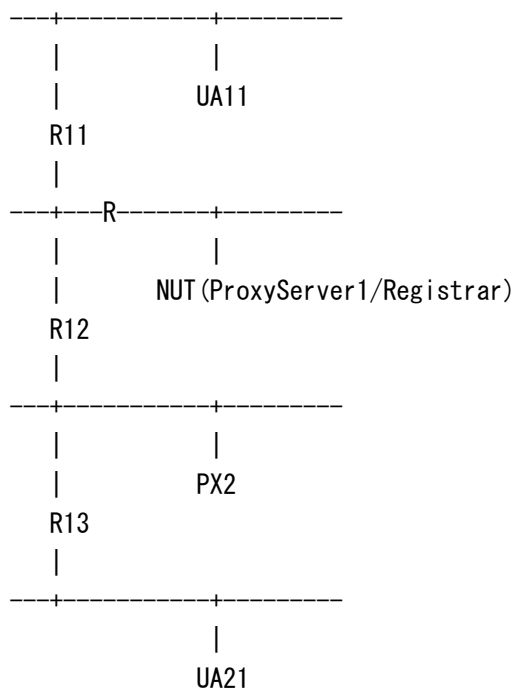 ---+-----------+---------
|           |
|         UA11
R11
|
---+---R-------+---------
|           |
|      NUT(ProxyServer1/Registrar)
R12
|
---+-----------+---------
|           |
|         PX2
R13
|
---+-----------+---------
|
UA21